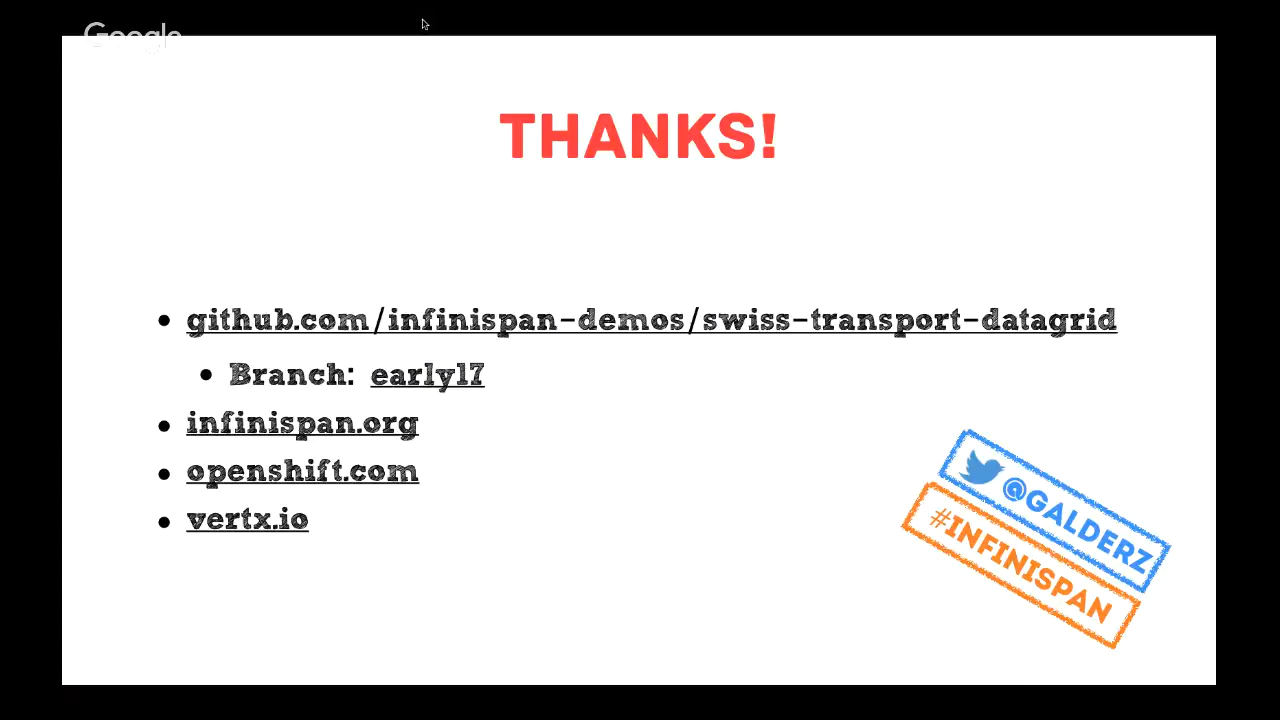 Google
THANKS!
github.com/infinispan-demos/swiss-transport-datagrid
Branch: early17
infinispan.org
openshift.com
vertx.io
@GALDERZ
#INFINISPAN